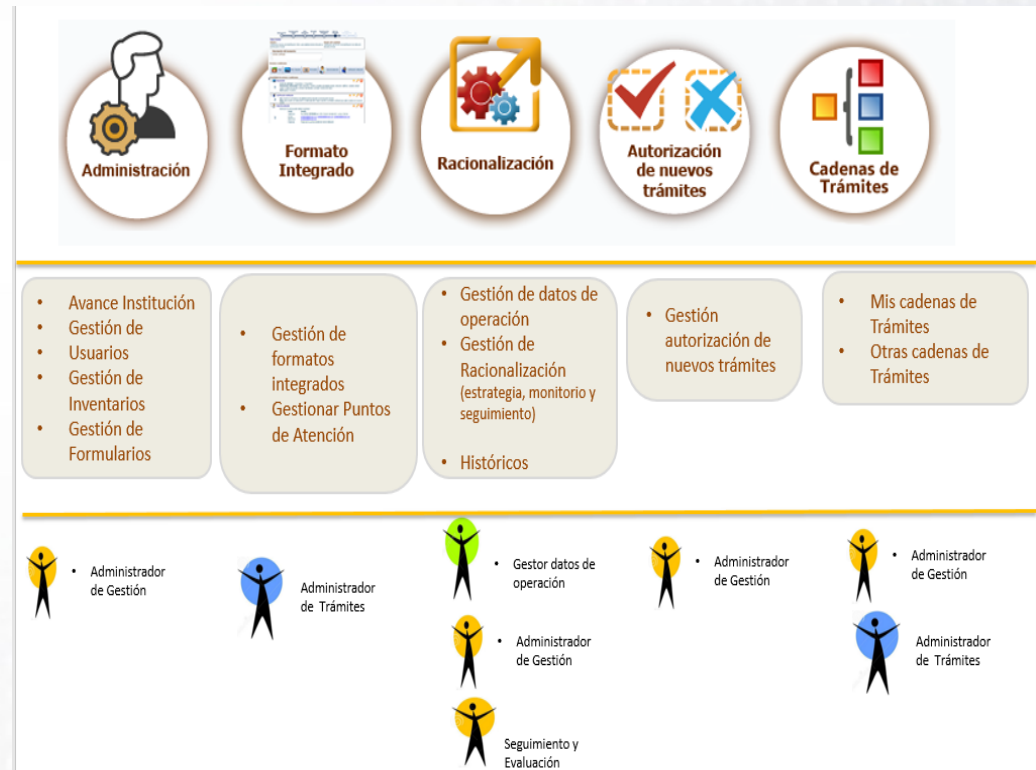 Administración
Formato
Integrado
Racionalización
Autorización
de nuevos
trámites
Cadenas de
Trámites
• Avance Institución
• Gestión de
• Usuarios
• Gestión de
• Inventarios
• Gestión de
Formularios
• Gestión de
formatos
integrados
• Gestionar Puntos
de Atención
• Gestión de datos de
operación
• Gestión de
Racionalización
(estrategia, monitorio y
seguimiento)
• Históricos
• Gestión
autorización de
nuevos trámites
• Mis cadenas de
Trámites
• Otras cadenas de
Trámites
• Administrador
de Gestión
Administrador
de Trámites
• Gestor datos de
operación
• Administrador
de Gestión
Seguimiento y
Evaluación
• Administrador
de Gestión
• Administrador
de Gestión
Administrador
de Trámites